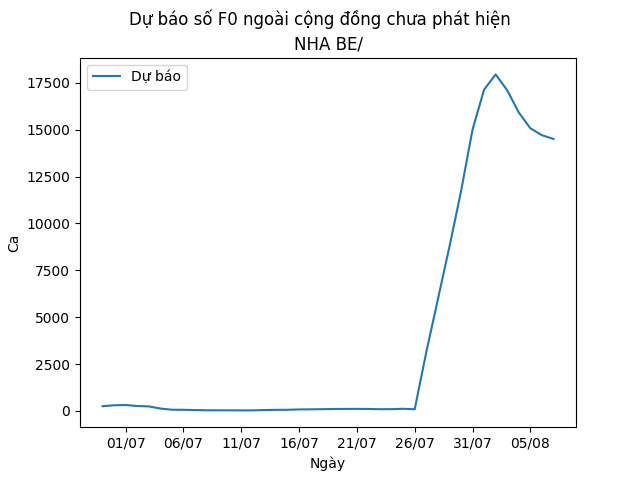 Dự báo số F0 ngoài cộng đồng chưa phát hiện
NHA BE/
Dự báo
17500
15000
12500
10000
7500
5000
2500
0
Ca
01/07 06/07 11/07 16/07 21/07 26/07 31/07 05/08
Ngày